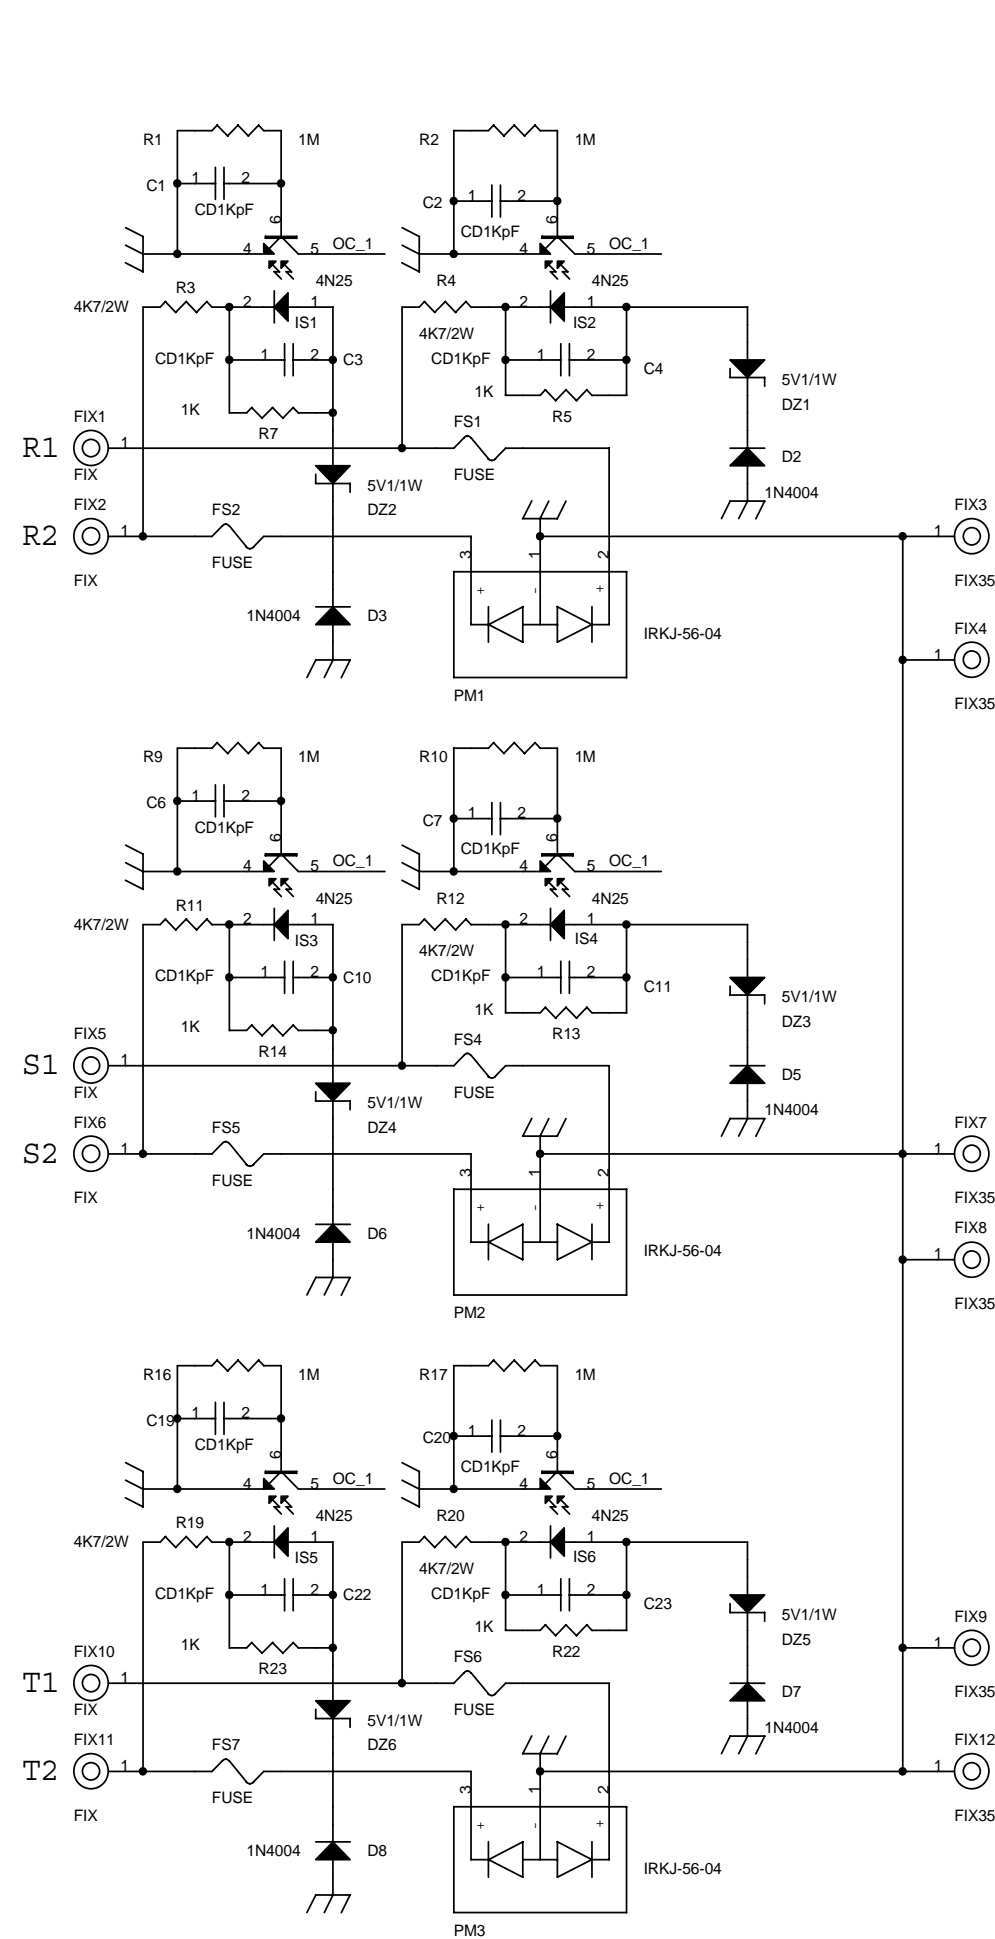 R1 1M R2 1M
C1 1 2 C2 1 2
CD1KpF CD1KpF
6 6
4 5 OC_1 4 5 OC_1
R3 4N25 R4 4N25
4K7/2W 2 1 2 1
IS1 4K7/2W IS2
CD1KpF 1 2 C3 CD1KpF 1 2 C4
5V1/1W
DZ1
1K R7 1K R5
FIX1 FS1
R1 1 D2
FIX FUSE
5V1/1W 1N4004
DZ2
FIX2 FS2 FIX3
R2 1 1
FUSE 3 1 2
FIX FIX35
+ - +
1N4004 D3 IRKJ-56-04 FIX4
1
PM1 FIX35
R9 1M R10 1M
C6 1 2 C7 1 2
CD1KpF CD1KpF
6 6
4 5 OC_1 4 5 OC_1
R11 4N25 R12 4N25
4K7/2W 2 1 2 1
IS3 4K7/2W IS4
CD1KpF 1 2 C10 CD1KpF 1 2 C11
5V1/1W
DZ3
1K R14 1K R13
FIX5 FS4
S1 1 D5
FIX FUSE
5V1/1W 1N4004
DZ4
FIX6 FS5 FIX7
S2 1 1
FUSE 3 1 2
FIX FIX35
+ - +
1N4004 D6 IRKJ-56-04 FIX8
1
PM2 FIX35
R16 1M R17 1M
C19 1 2 C20 1 2
CD1KpF CD1KpF
6 6
4 5 OC_1 4 5 OC_1
R19 4N25 R20 4N25
4K7/2W 2 1 2 1
IS5 4K7/2W IS6
CD1KpF 1 2 C22 CD1KpF 1 2 C23
5V1/1W
DZ5
1K R23 1K R22
FIX10 FS6 FIX9
T1 1 D7 1
FIX FUSE FIX35
5V1/1W 1N4004
DZ6
FIX11 FS7 FIX12
T2 1 1
FUSE 3 1 2
FIX FIX35
+ - +
1N4004 D8 IRKJ-56-04
PM3